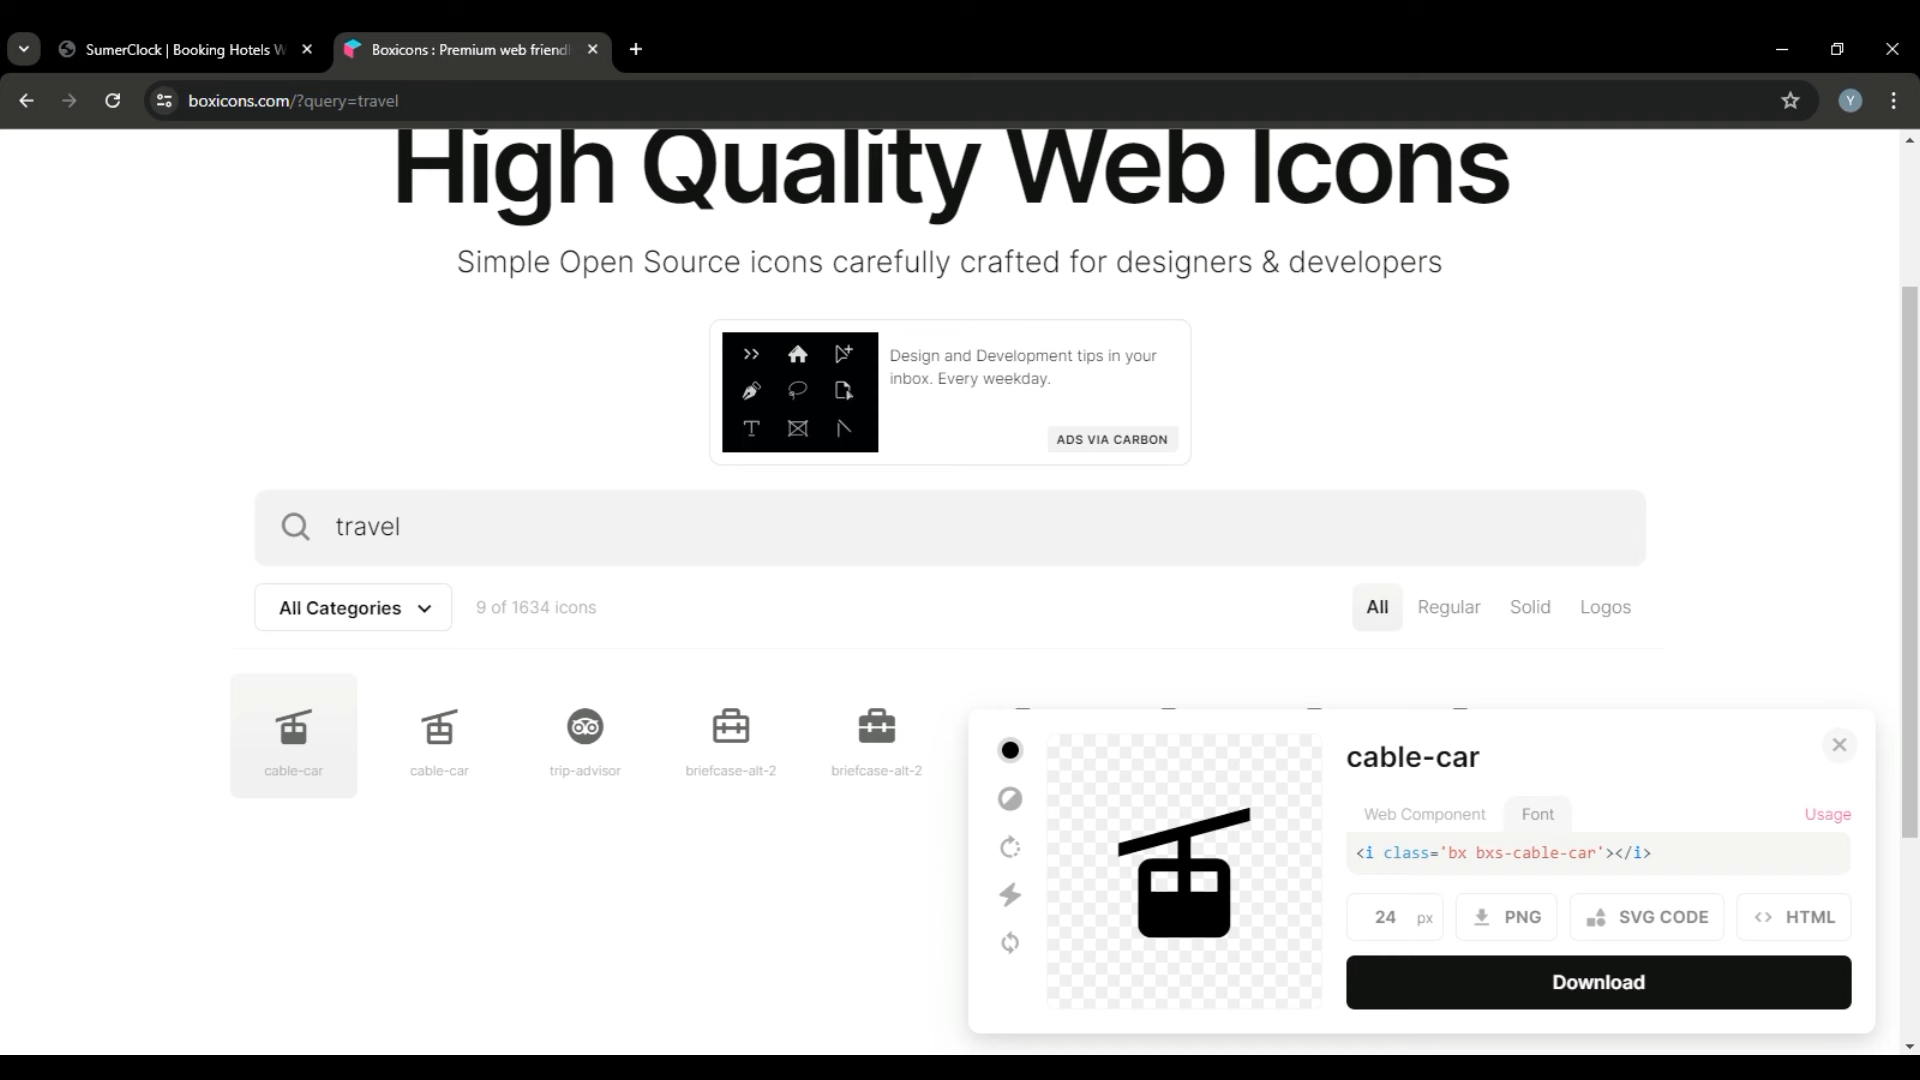 SumerClock | Booking Hotels W
Boxicons : Premium web friend
boxicons.com/?query=travel
Y
High Quality Web Icons
Simple Open Source icons carefully crafted for designers & developers
Design and Development tips in your
inbox. Every weekday.
ADS VIA CARBON
travel
All Categories
9 of 1634 icons
All
Regular
Solid
Logos
cable-car
cable-car
trip-advisor
briefcase-alt-2
briefcase-alt-2
cable-car
Web Component
Font
Usage
<i class='bx bxs-cable-car'></i>
24 px
PNG
SVG CODE
HTML
Download